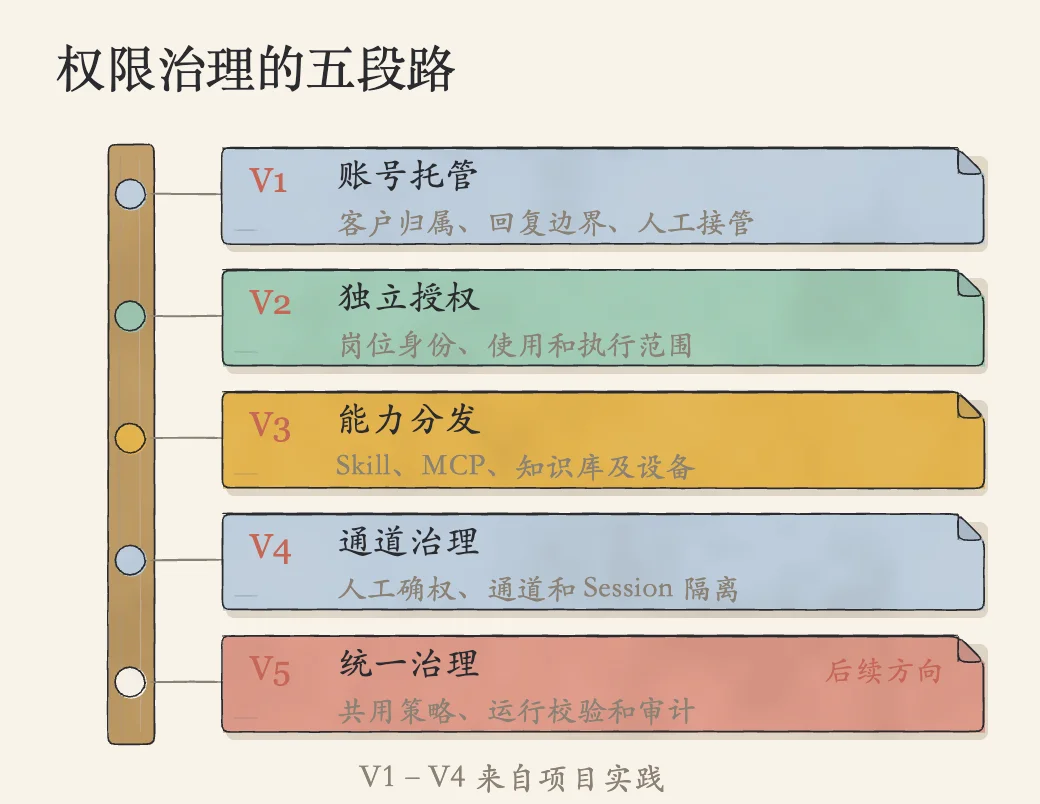 权限治理的五段路
V1 账号托管
客户归属、回复边界、人工接管
V2 独立授权
岗位身份、使用和执行范围
V3 能力分发
Skill、MCP、知识库及设备
V4 通道治理
人工确权、通道和 Session 隔离
V5 统一治理 后续方向
共用策略、运行校验和审计
V1 – V4 来自项目实践